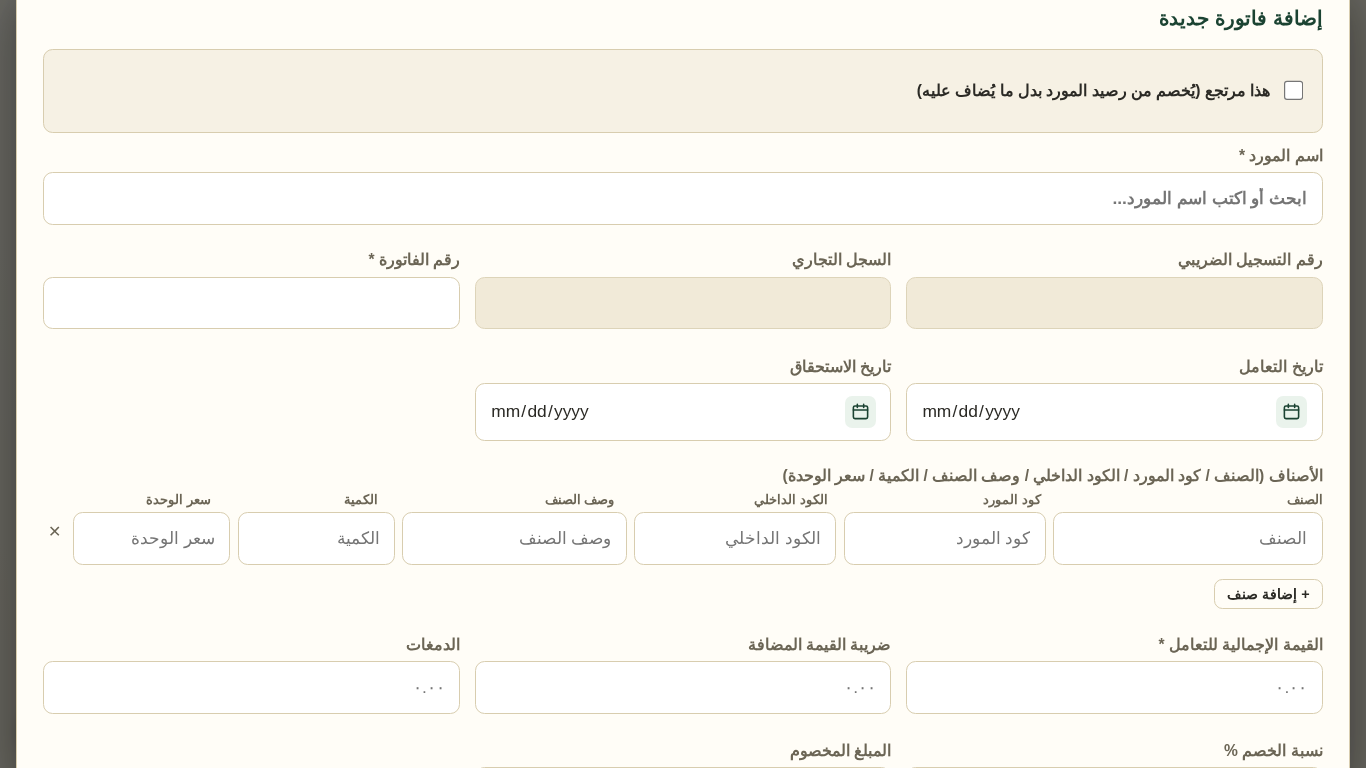 إضافة فاتورة جديدة
هذا مرتجع (يُخصم من رصيد المورد بدل ما يُضاف عليه)
اسم المورد *
ابحث أو اكتب اسم المورد...
رقم التسجيل الضريبي السجل التجاري رقم الفاتورة *
تاريخ التعامل تاريخ الاستحقاق
mm/dd/yyyy mm/dd/yyyy
الأصناف (الصنف / كود المورد / الكود الداخلي / وصف الصنف / الكمية / سعر الوحدة)
الصنف كود المورد الكود الداخلي وصف الصنف الكمية سعر الوحدة
الصنف كود المورد الكود الداخلي وصف الصنف الكمية سعر الوحدة ×
+ إضافة صنف
القيمة الإجمالية للتعامل * ضريبة القيمة المضافة الدمغات
٠.٠٠ ٠.٠٠ ٠.٠٠
نسبة الخصم % المبلغ المخصوم